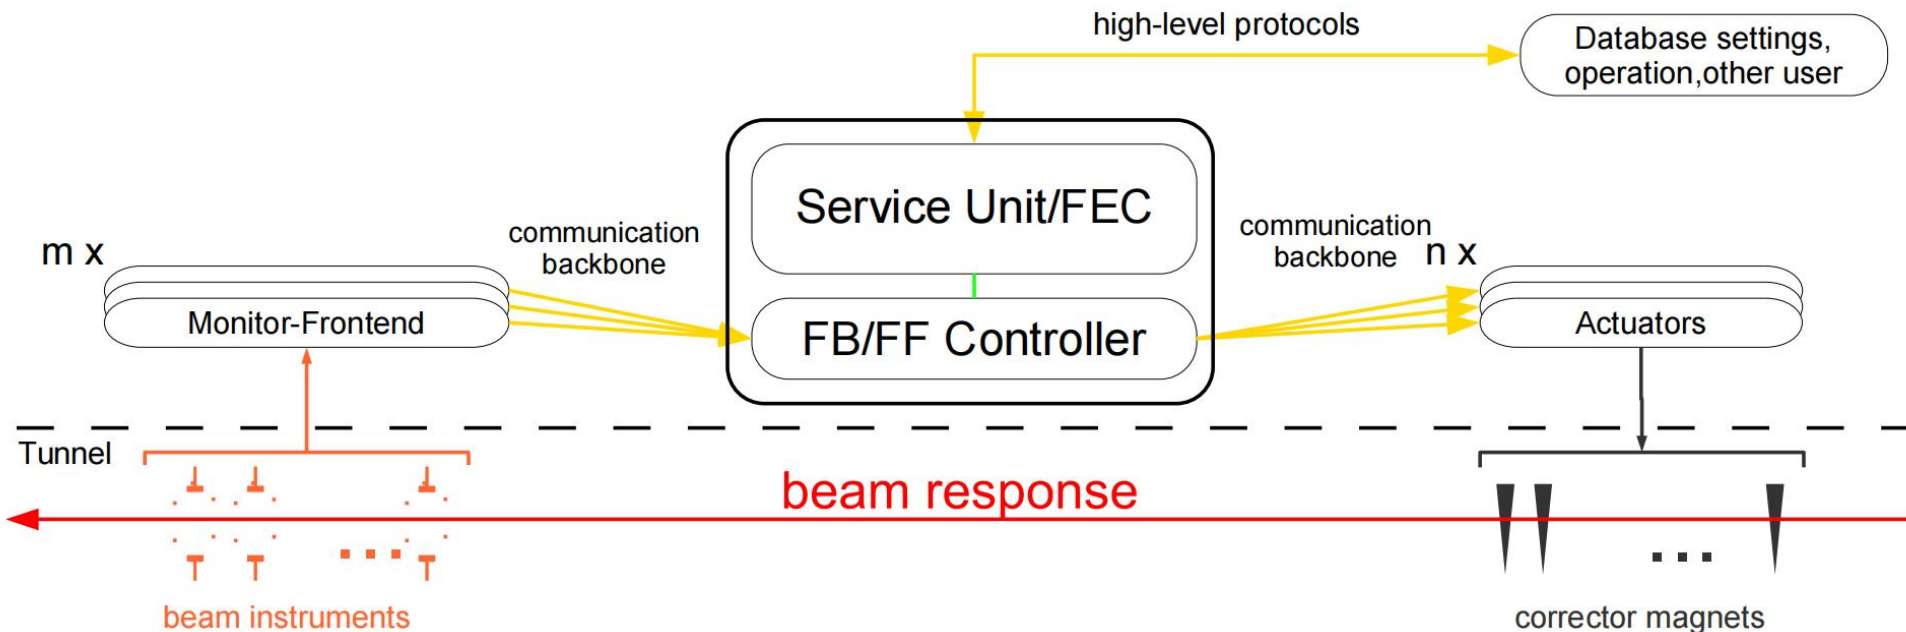 high-level protocols
Database settings,
operation,other user
Service Unit/FEC
m x
communication
backbone
communication
backbone
n x
Monitor-Frontend
FB/FF Controller
Actuators
Tunnel
beam response
...
...
beam instruments
corrector magnets